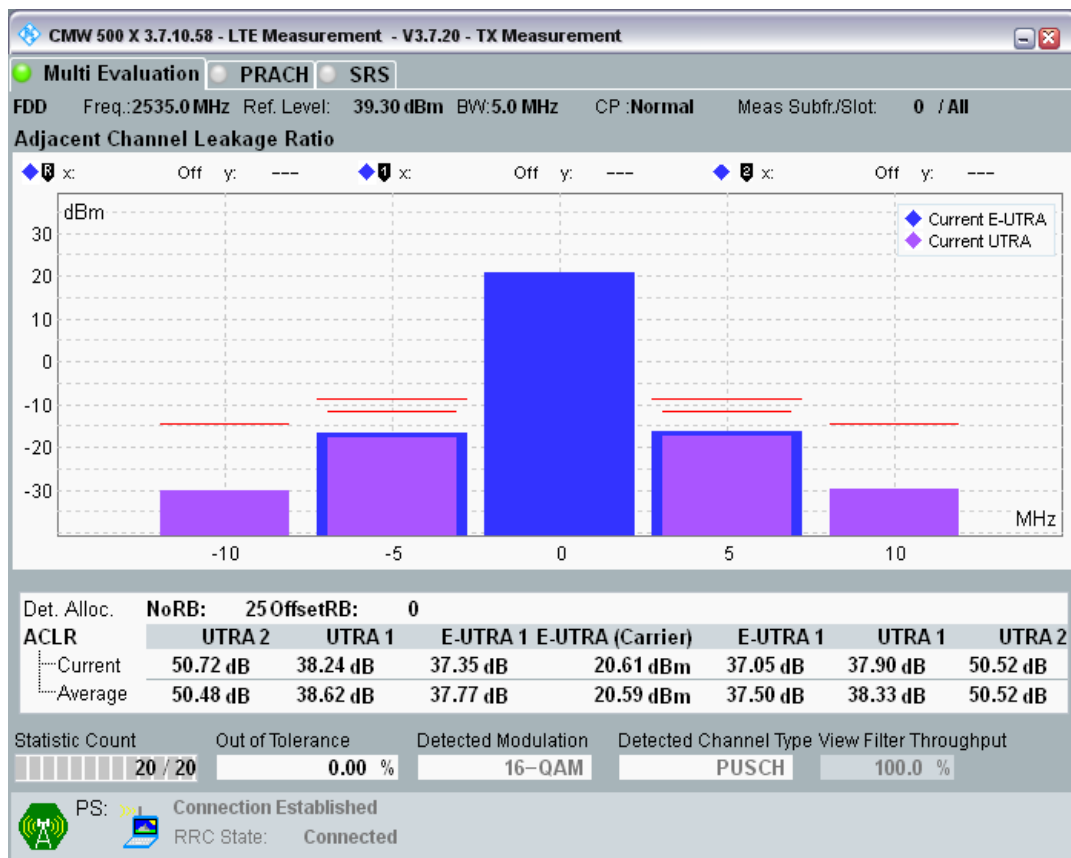 CMW 500 X 3.7.10.58 - LTE Measurement - V3.7.20 - TX Measurement
Multi Evaluation PRACH SRS
FDD Freq.:2535.0 MHz Ref. Level: 39.30 dBm BW:5.0 MHz CP :Normal Meas Subfr./Slot: 0 / All
Adjacent Channel Leakage Ratio
R x: Off y: --- 1 x: Off y: --- 2 x: Off y: ---
dBm
Current E-UTRA
Current UTRA
30
20
10
0
-10
-20
-30
MHz
-10 -5 0 5 10
Det. Alloc. NoRB: 25 OffsetRB: 0
ACLR UTRA 2 UTRA 1 E-UTRA 1 E-UTRA (Carrier) E-UTRA 1 UTRA 1 UTRA 2
Current 50.72 dB 38.24 dB 37.35 dB 20.61 dBm 37.05 dB 37.90 dB 50.52 dB
Average 50.48 dB 38.62 dB 37.77 dB 20.59 dBm 37.50 dB 38.33 dB 50.52 dB
Statistic Count Out of Tolerance Detected Modulation Detected Channel Type View Filter Throughput
20 / 20 0.00 % 16-QAM PUSCH 100.0 %
PS: Connection Established
RRC State: Connected